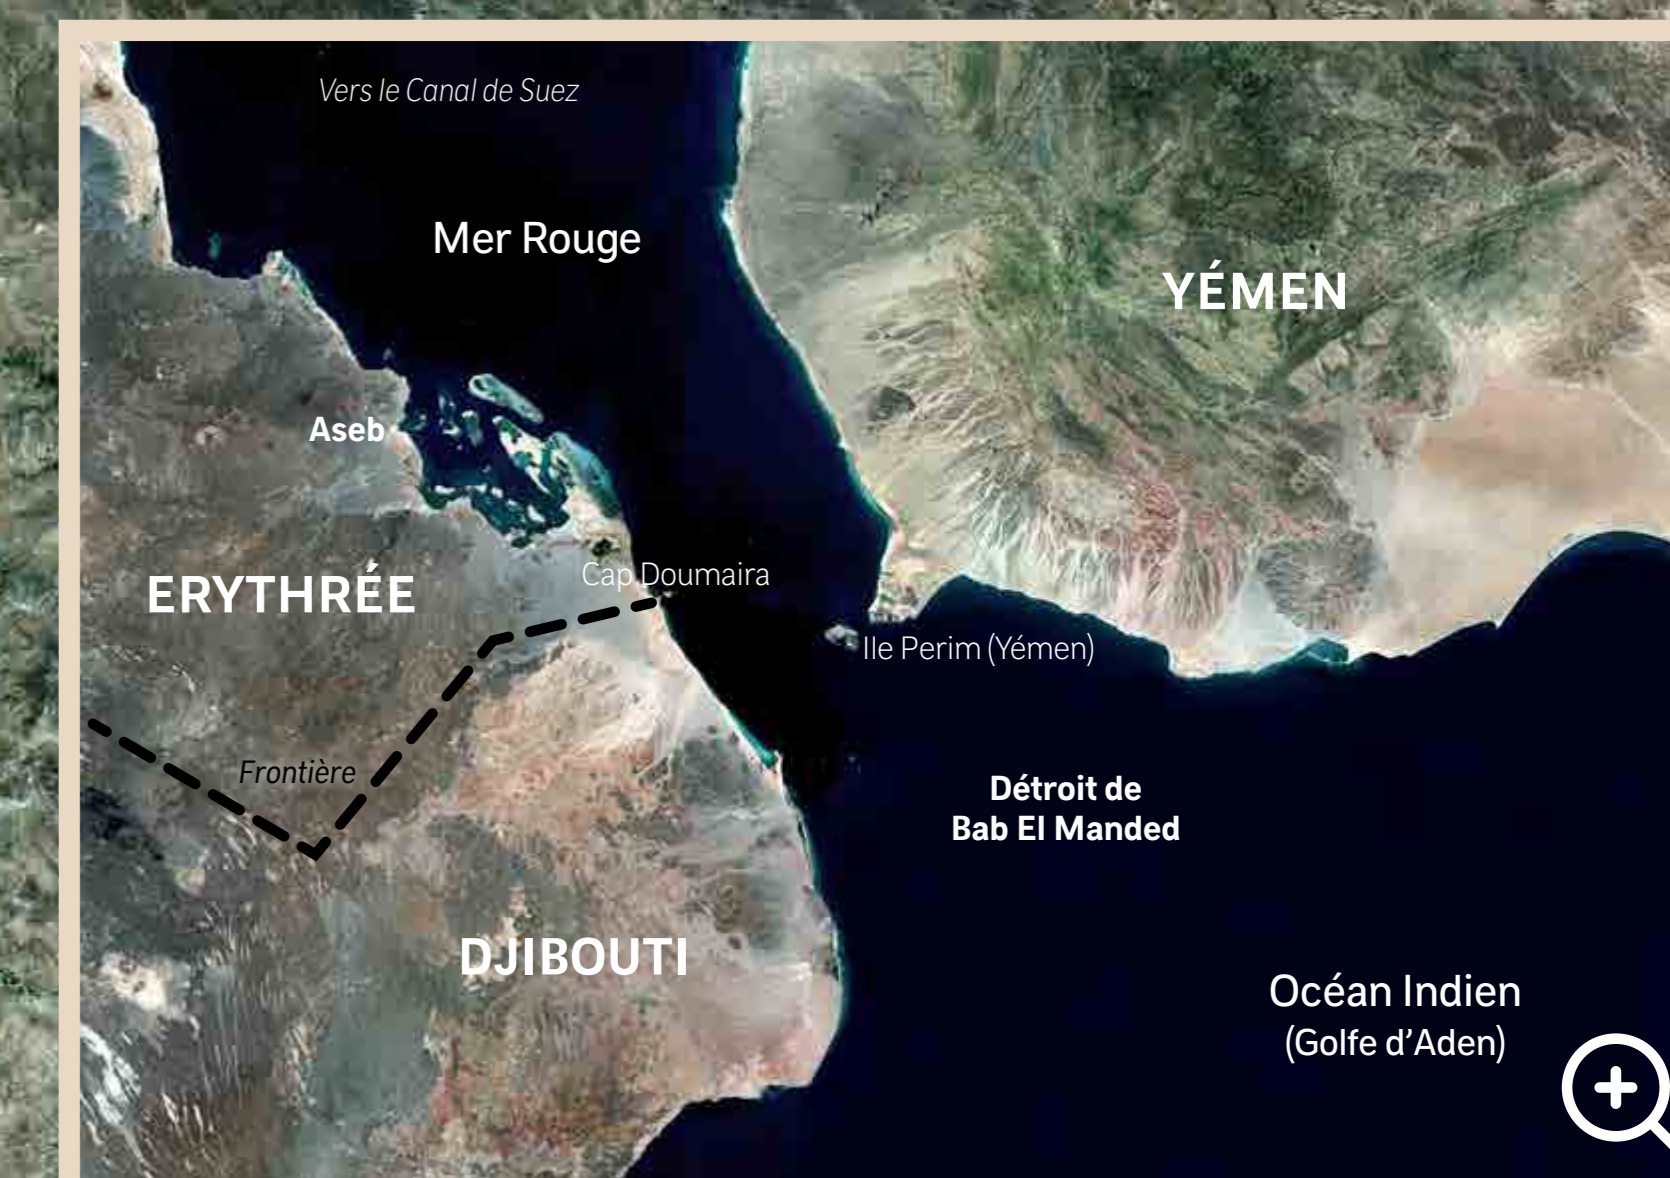 Vers le Canal de Suez
Mer Rouge
YÉMEN
Aseb
Cap Doumaira
ERYTHRÉE
Ile Perim (Yémen)
Frontière
Détroit de
Bab El Manded
DJIBOUTI
Océan Indien
(Golfe d’Aden)